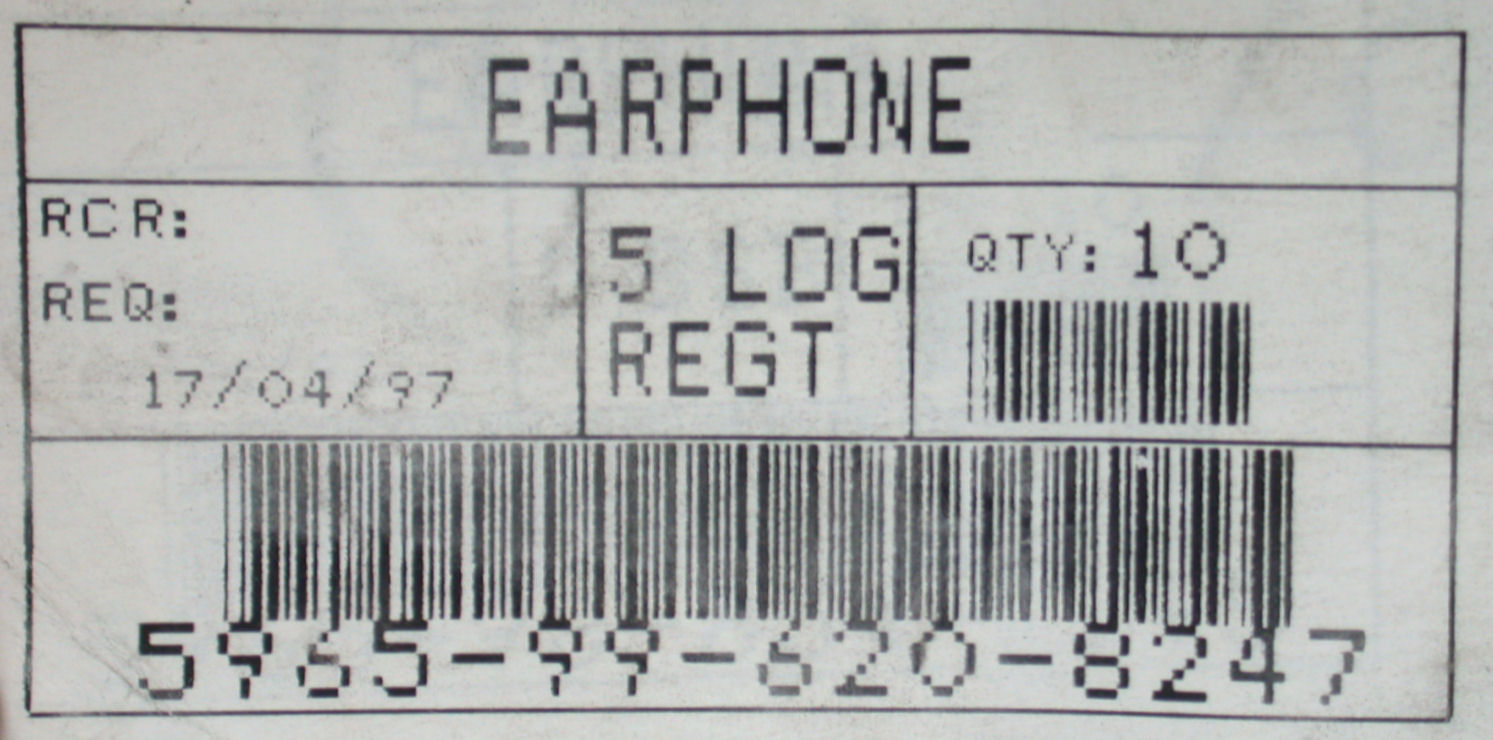 EARPHONE
RCR:
REQ:
17/04/97
5 LOG
REGT
QTY: 10
5965-99-620-8247